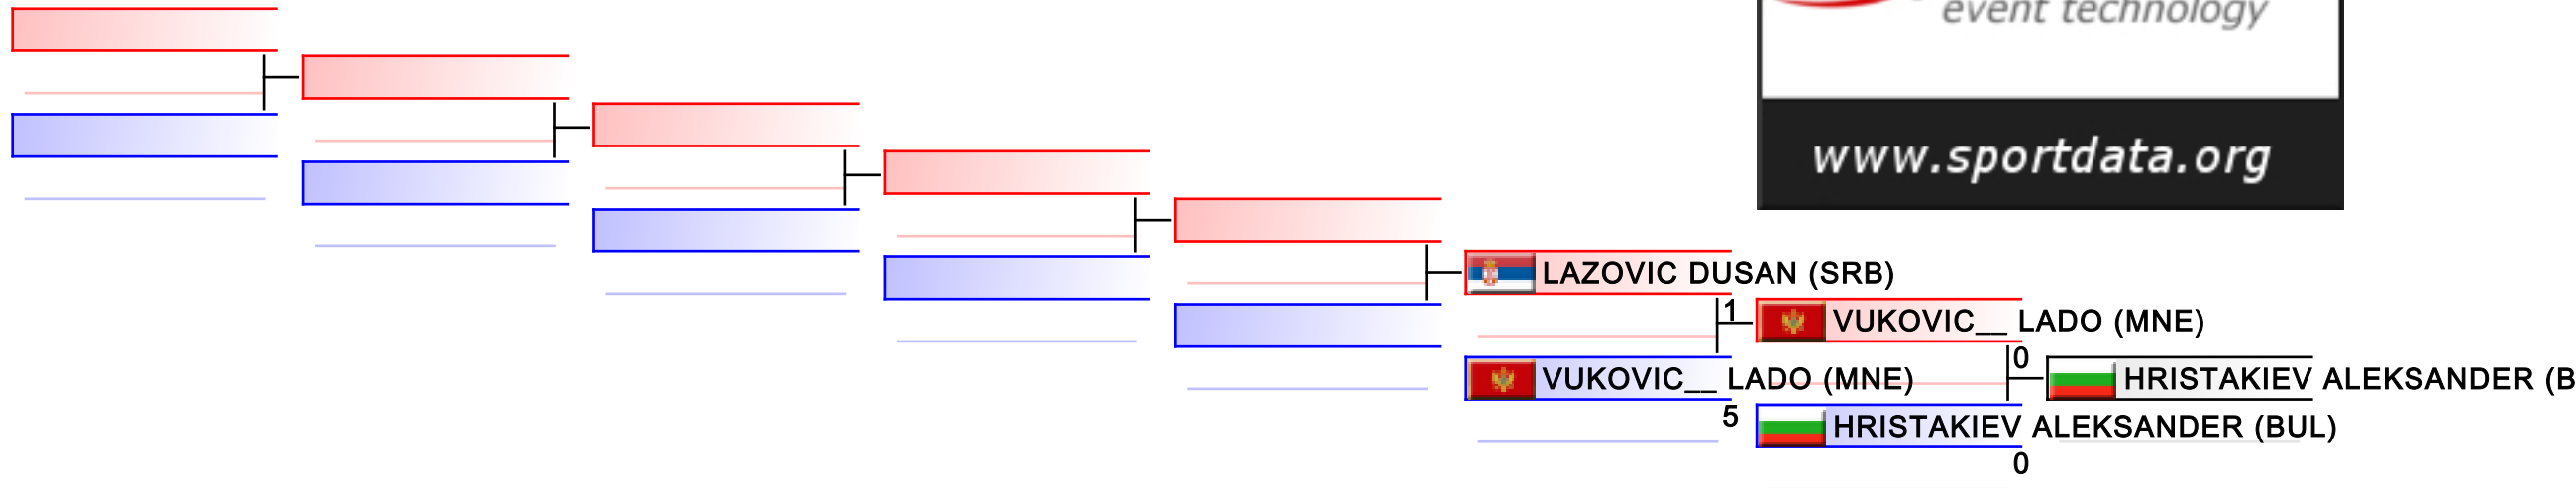 event technology
www.sportdata.org
LAZOVIC DUSAN (SRB)
1
VUKOVIC__ LADO (MNE)
0
VUKOVIC__ LADO (MNE)
HRISTAKIEV ALEKSANDER (B
5
HRISTAKIEV ALEKSANDER (BUL)
0